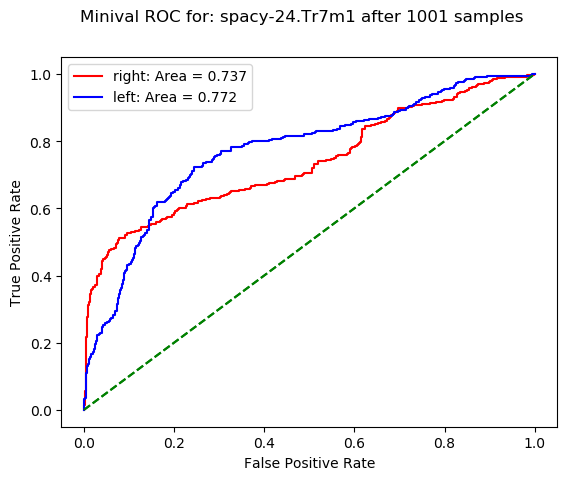 Minival ROC for: spacy-24.Tr7m1 after 1001 samples
right: Area = 0.737
left: Area = 0.772
True Positive Rate
1.0
0.8
0.6
0.4
0.2
0.0
0.0 0.2 0.4 0.6 0.8 1.0
False Positive Rate